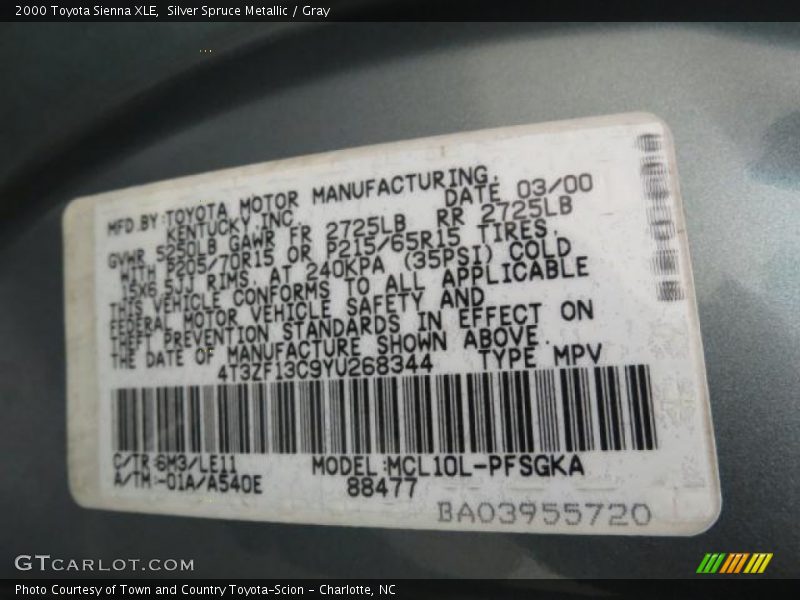 2000 Toyota Sienna XLE,  Silver Spruce Metallic / Gray
MFD.BY:TOYOTA MOTOR MANUFACTURING,
KENTUCKY,INC. DATE 03/00
GVWR 5250LB GAWR FR 2725LB RR 2725LB
WITH P205/70R15 OR P215/65R15 TIRES,
15X6.5JJ RIMS, AT 240KPA (35PSI) COLD
THIS VEHICLE CONFORMS TO ALL APPLICABLE
FEDERAL MOTOR VEHICLE SAFETY AND
THEFT PREVENTION STANDARDS IN EFFECT ON
THE DATE OF MANUFACTURE SHOWN ABOVE.
4T3ZF13C9YU268344 TYPE MPV
C/TR:6M3/LE11 MODEL:MCL10L-PFSGKA
A/TM:-01A/A540E 88477
BA03955720
GTCARLOT.COM
Photo Courtesy of Town and Country Toyota-Scion - Charlotte, NC